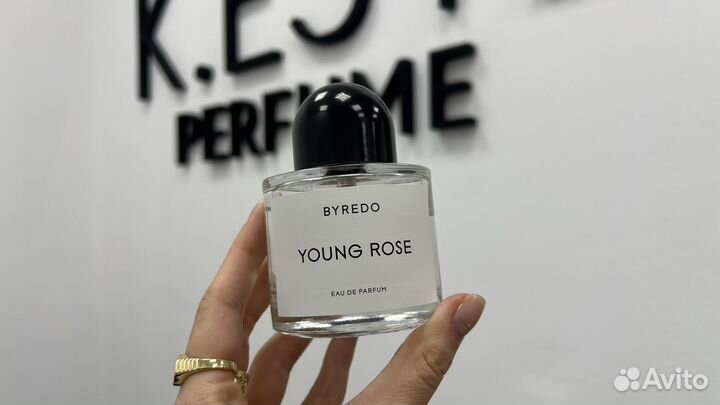 PERFUME
BYREDO
YOUNG ROSE
EAU DE PARFUM
Avito